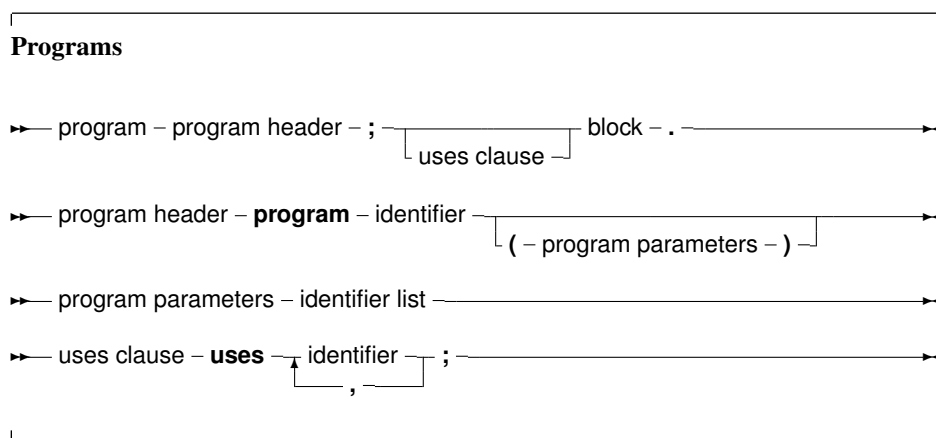 Programs
program – program header – ; block – .
uses clause
program header – program – identifier
( – program parameters – )
program parameters – identifier list
uses clause – uses identifier ;
,